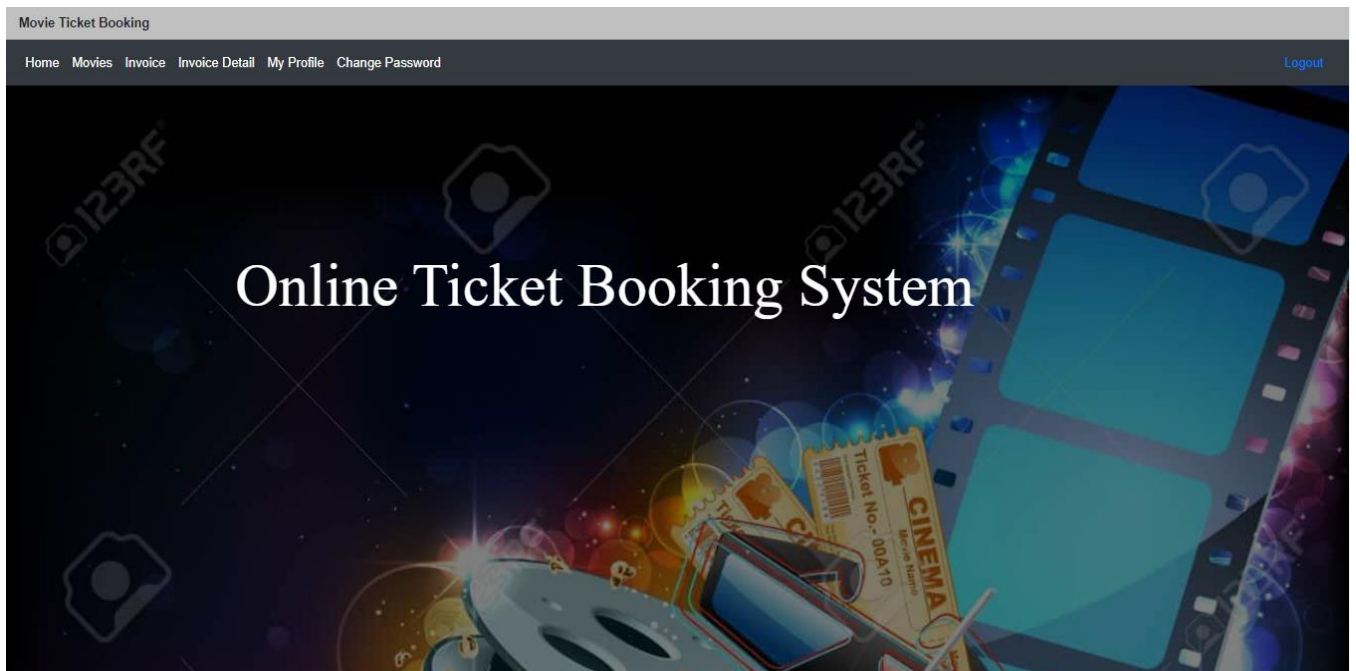 Movie Ticket Booking
Home Movies Invoice Invoice Detail My Profile Change Password Logout
123RF
123RF
Online Ticket Booking System
Ticket No.- 00A10
CINEMA
Movie Name